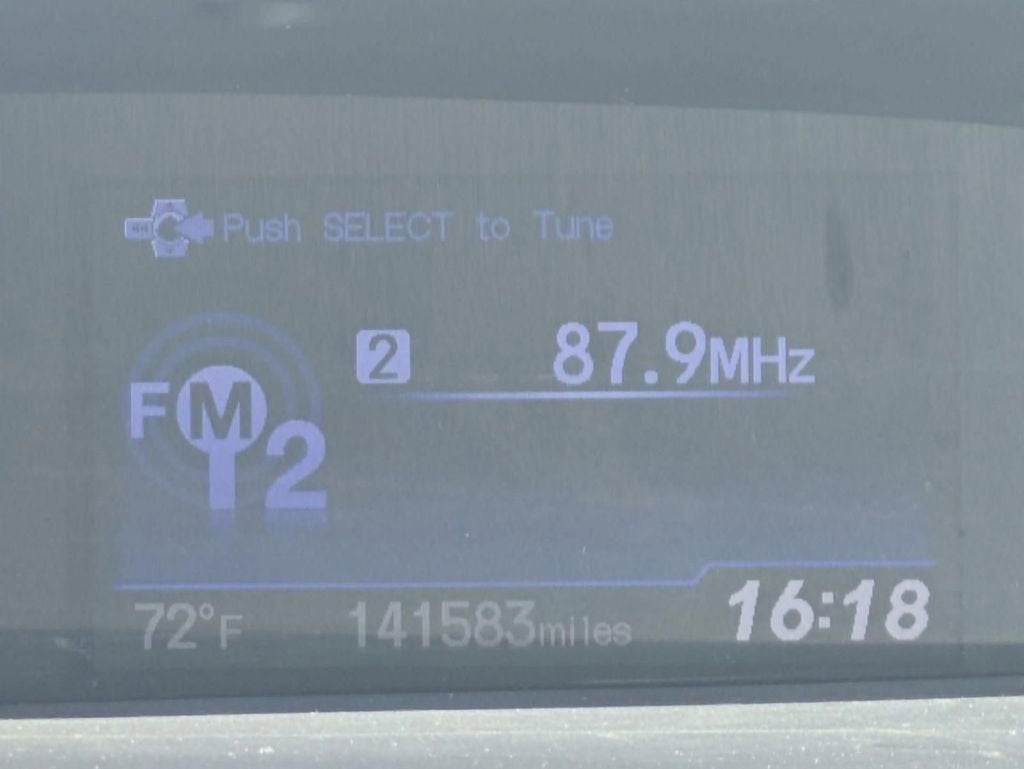 Push SELECT to Tune
2 87.9MHz
FM2
72°F 141583miles 16:18